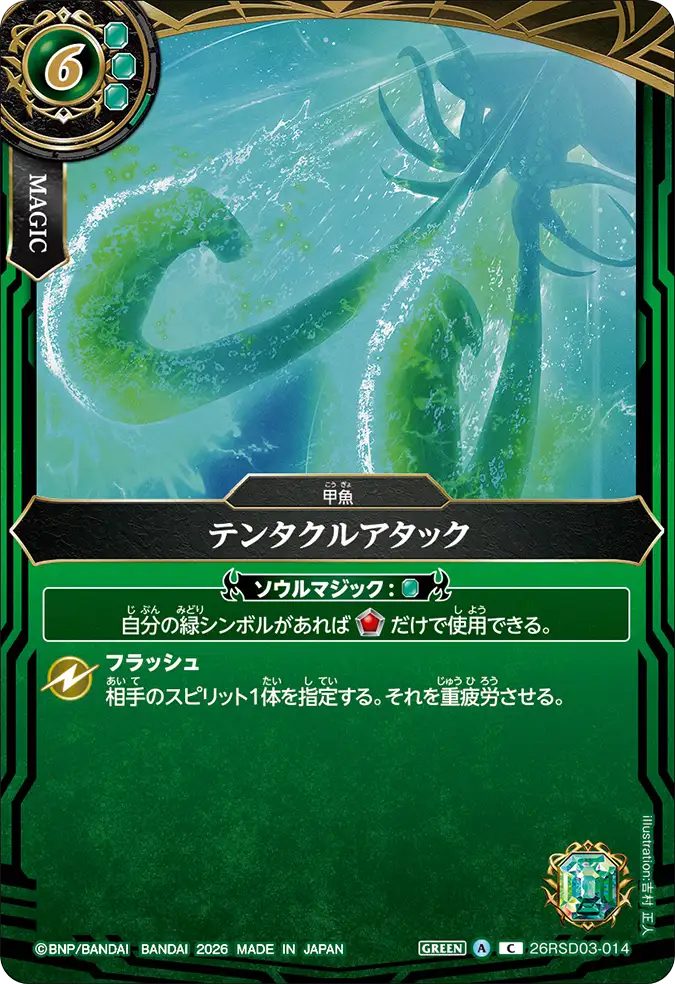 6
MAGIC
こうぎょ
甲魚
テンタクルアタック
ソウルマジック:
じぶん みどり しよう
自分の緑シンボルがあれば だけで使用できる。
フラッシュ
あいて たい してい じゅうひろう
相手のスピリット1体を指定する。それを重疲労させる。
illustration:吉村 正人
©BNP/BANDAI BANDAI 2026 MADE IN JAPAN GREEN A C 26RSD03-014